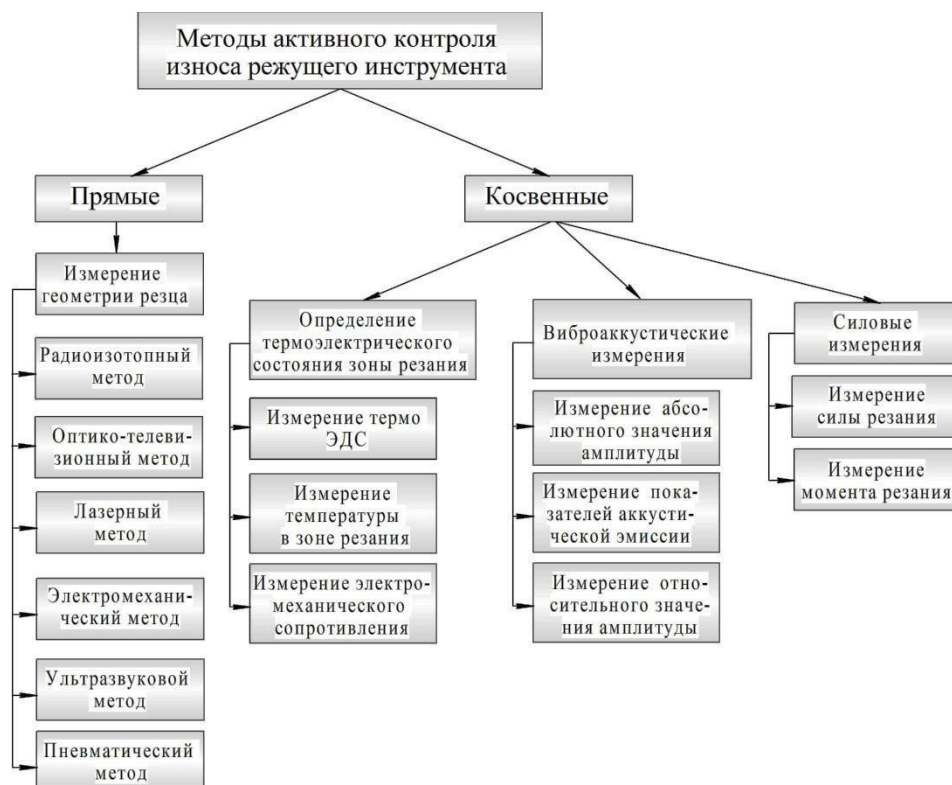 Методы активного контроля
износа режущего инструмента
Прямые
Косвенные
Измерение
геометрии резца
Радиоизотопный
метод
Оптико-телеви-
зионный метод
Лазерный
метод
Электромехани-
ческий метод
Ультразвуковой
метод
Пневматический
метод
Определение
термоэлектрического
состояния зоны резания
Измерение термо
ЭДС
Измерение
температуры
в зоне резания
Измерение электро-
механического
сопротивления
Виброаккустические
измерения
Измерение абсо-
лютного значения
амплитуды
Измерение пока-
зателей аккусти-
ческой эмиссии
Измерение отно-
сительного значе-
ния амплитуды
Силовые
измерения
Измерение
силы резания
Измерение
момента резания